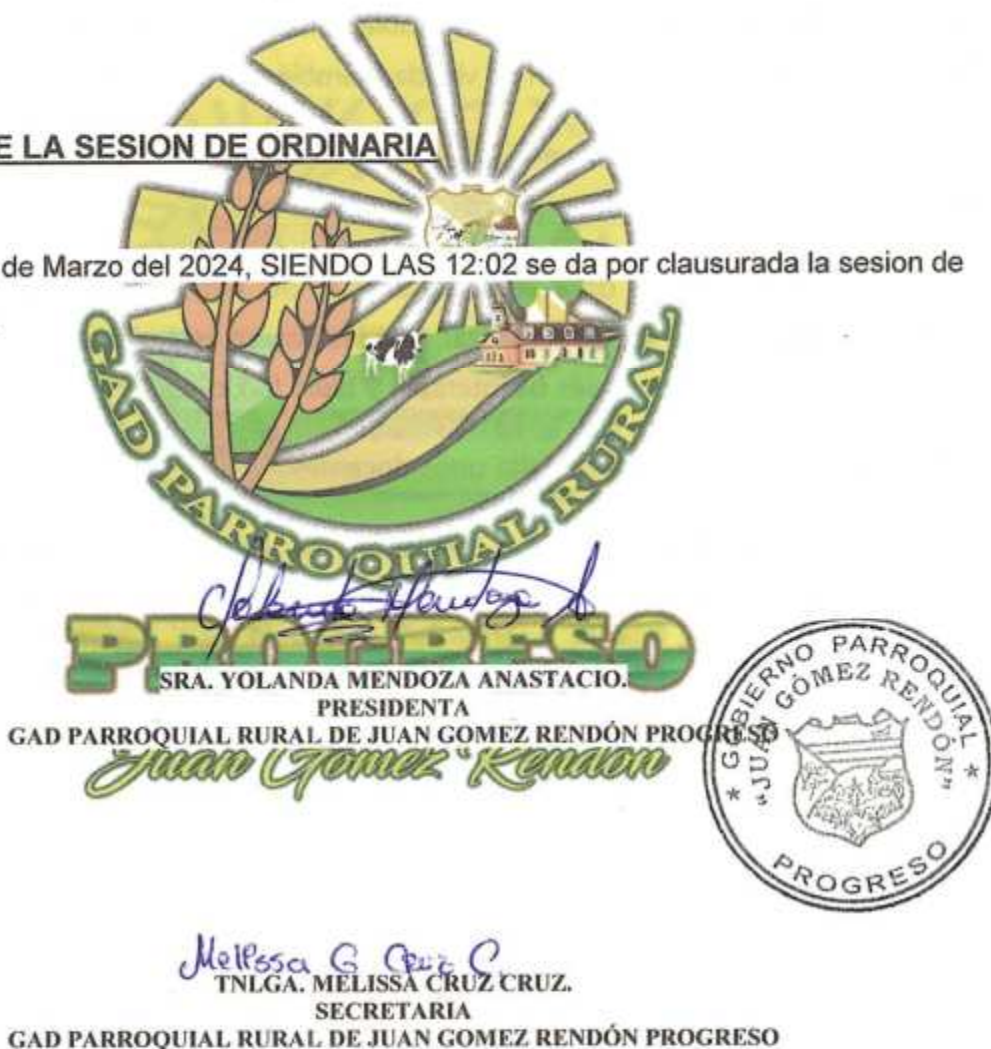 E LA SESION DE ORDINARIA
de Marzo del 2024, SIENDO LAS 12:02 se da por clausurada la sesion de
GAD PARROQUIAL RURAL
PROGRESO
SRA. YOLANDA MENDOZA ANASTACIO.
PRESIDENTA
GAD PARROQUIAL RURAL DE JUAN GOMEZ RENDÓN PROGRESO
"Juan Gomez "Rendon
* GOBIERNO PARROQUIAL *
"JUAN GÓMEZ RENDÓN"
PROGRESO
Melissa G Cruz C.
TNLGA. MELISSA CRUZ CRUZ.
SECRETARIA
GAD PARROQUIAL RURAL DE JUAN GOMEZ RENDÓN PROGRESO